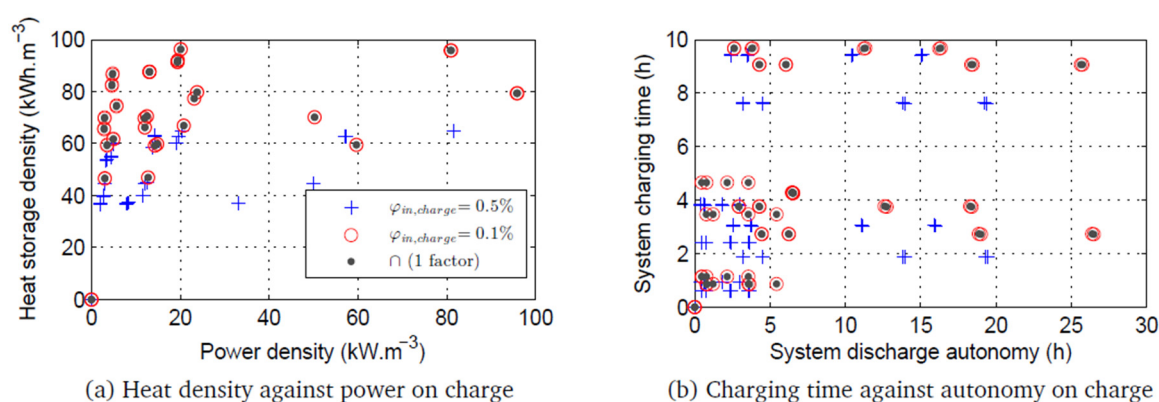 100
80
60
40
20
0
0 20 40 60 80 100
Heat storage density (kWh.m⁻³)
Power density (kW.m⁻³)
φin,charge= 0.5%
φin,charge= 0.1%
∩ (1 factor)
(a) Heat density against power on charge
10
8
6
4
2
0
0 5 10 15 20 25 30
System charging time (h)
System discharge autonomy (h)
(b) Charging time against autonomy on charge